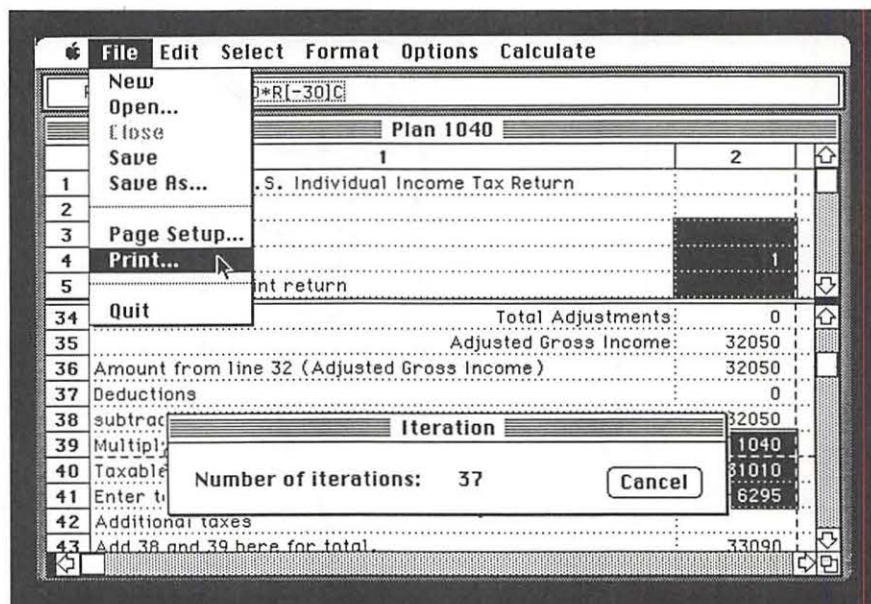 File Edit Select Format Options Calculate
*R[-30]C
New
Open...
Close
Save
Save As...
Page Setup...
Print...
Quit
Plan 1040
1 2
1 .S. Individual Income Tax Return
2
3
4 1
5 int return
34 Total Adjustments 0
35 Adjusted Gross Income 32050
36 Amount from line 32 (Adjusted Gross Income) 32050
37 Deductions 0
38 subtrac 32050
39 Multipl 1040
40 Taxable 31010
41 Enter t 6295
42 Additional taxes
43 Add 38 and 39 here for total. 33090
Iteration
Number of iterations: 37
Cancel